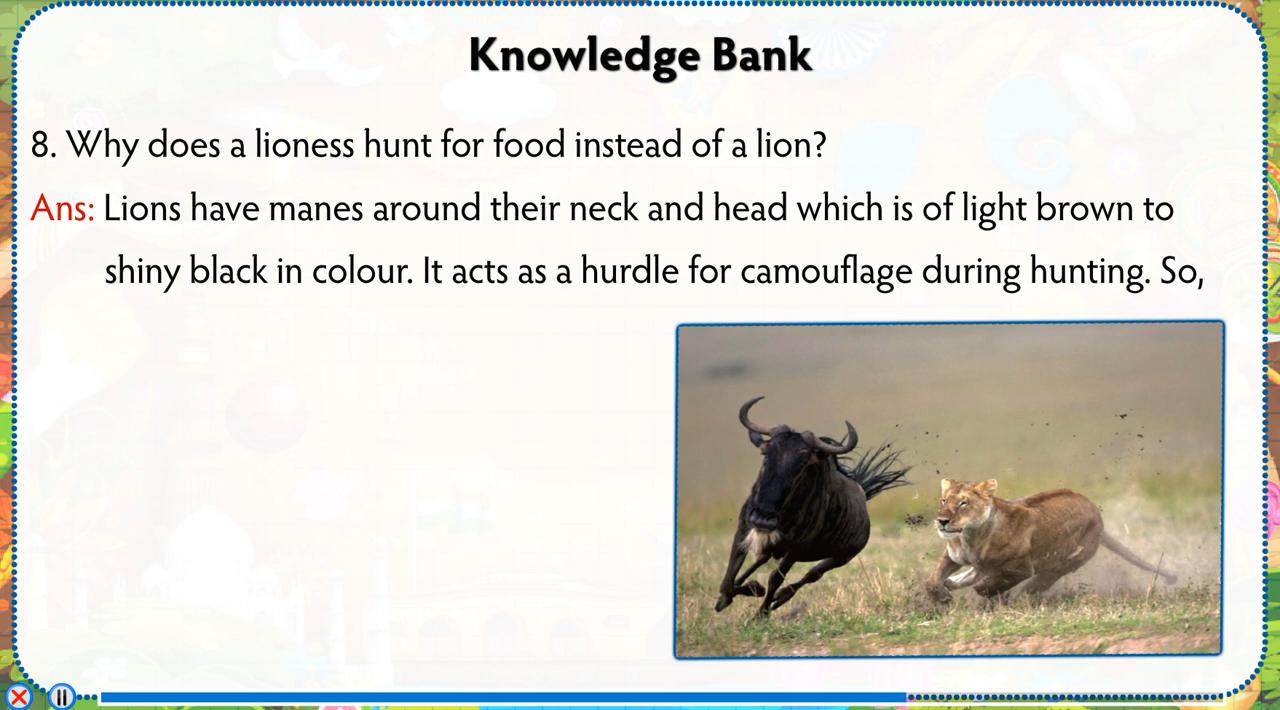 Knowledge Bank
8. Why does a lioness hunt for food instead of a lion?
Ans: Lions have manes around their neck and head which is of light brown to
shiny black in colour. It acts as a hurdle for camouflage during hunting. So,